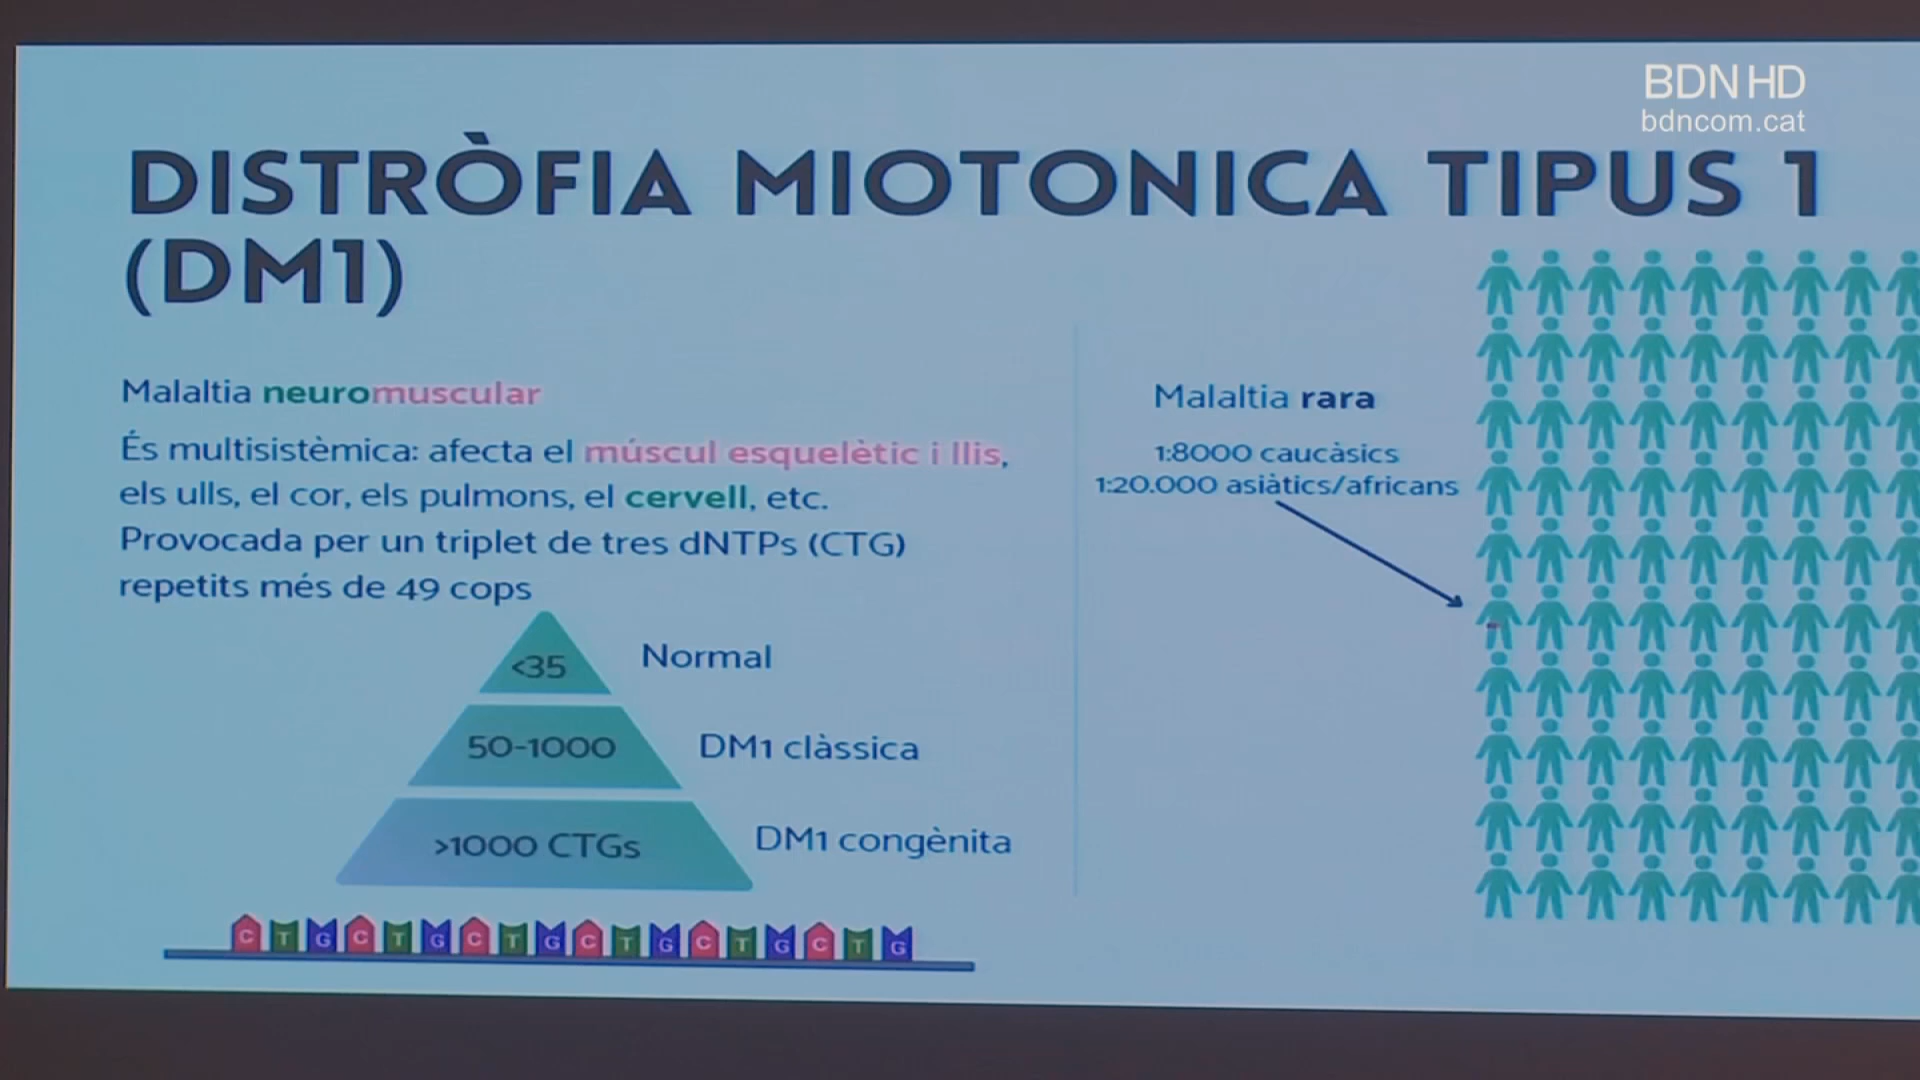 BDN HD
bdncom.cat
DISTRÒFIA MIOTONICA TIPUS 1
(DM1)
Malaltia neuromuscular
És multisistèmica: afecta el múscul esquelètic i llis,
els ulls, el cor, els pulmons, el cervell, etc.
Provocada per un triplet de tres dNTPs (CTG)
repetits més de 49 cops
<35 Normal
50-1000 DM1 clàssica
>1000 CTGs DM1 congènita
C T G C T G C T G C T G C T G C T G
Malaltia rara
1:8000 caucàsics
1:20.000 asiàtics/africans